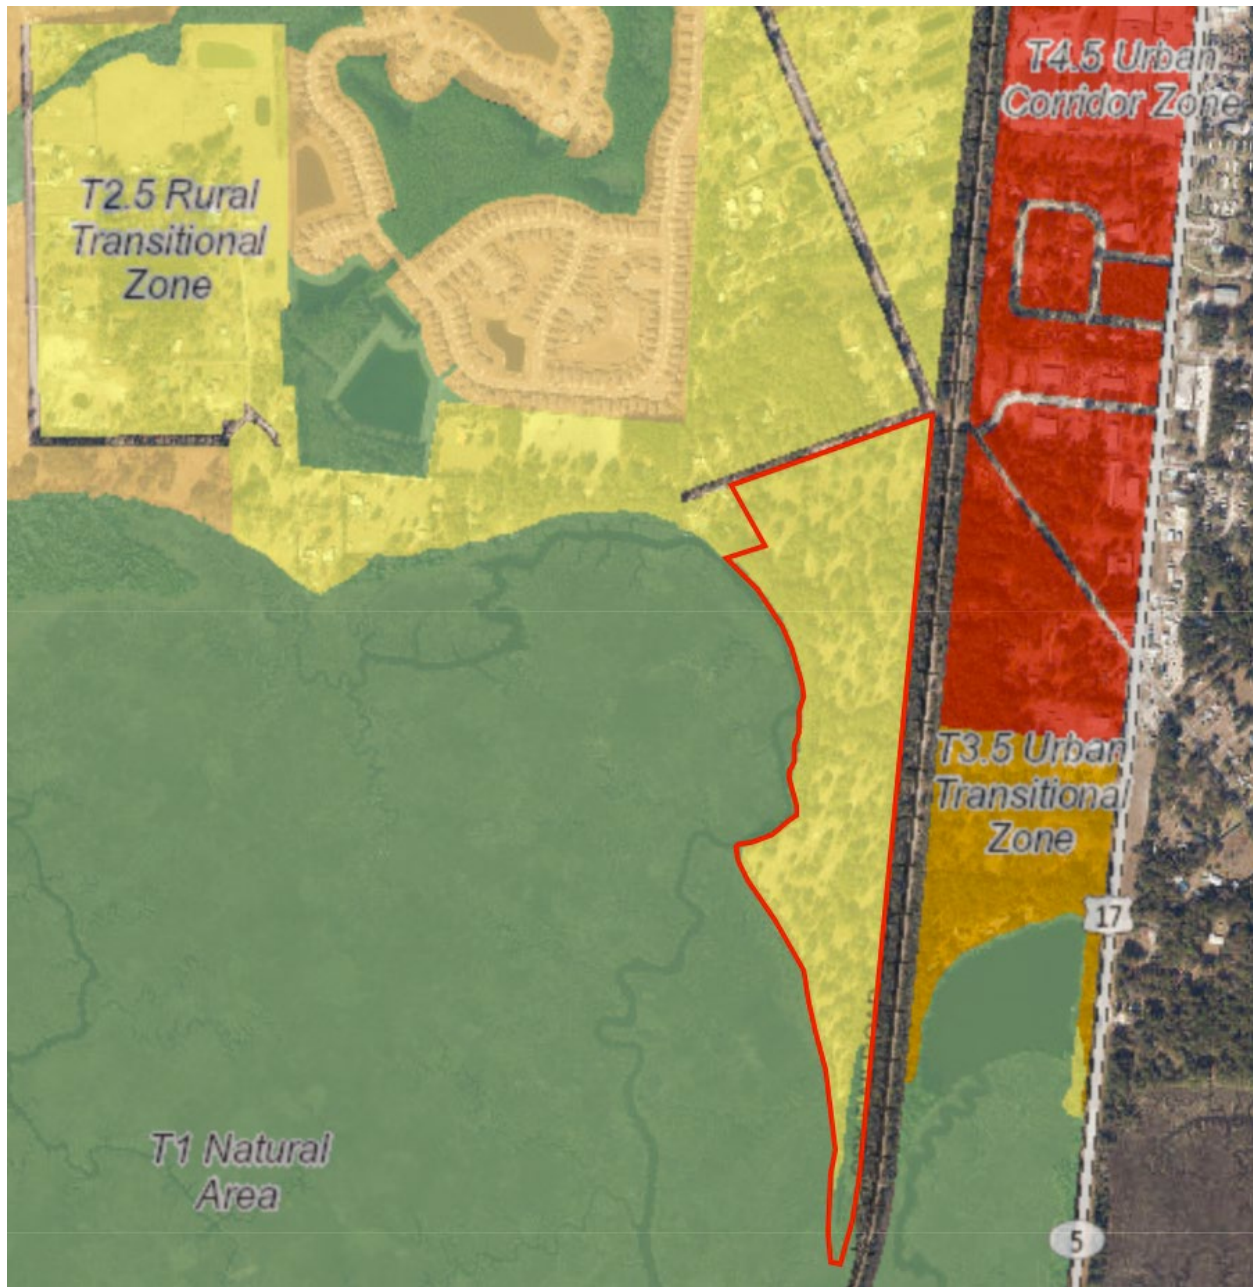 T4.5 Urban
Corridor Zone
T2.5 Rural
Transitional
Zone
T3.5 Urban
Transitional
Zone
17
T1 Natural
Area
5